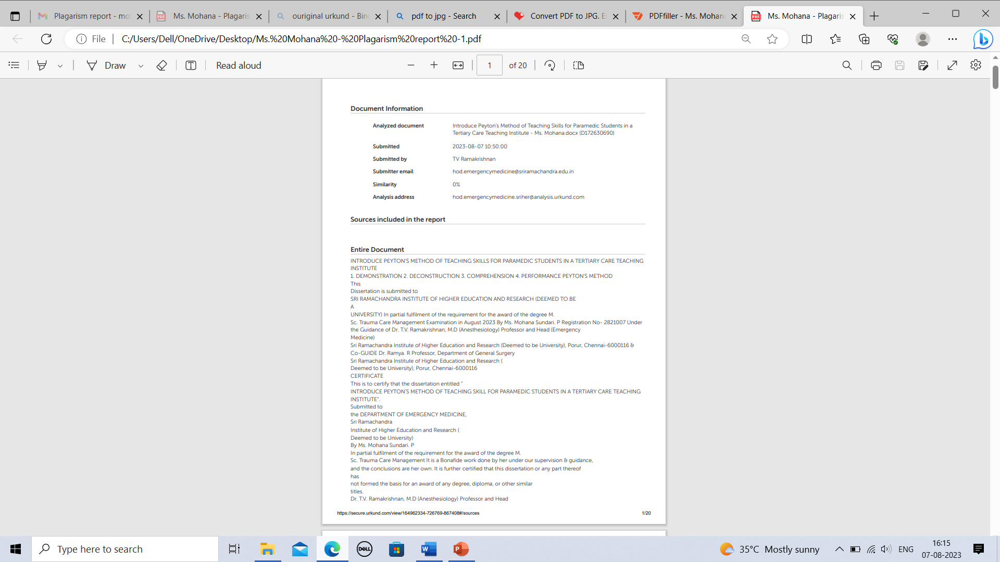 Plagarism report - mo
Ms. Mohana - Plagaris
ouriginal urkund - Bin
pdf to jpg - Search
Convert PDF to JPG. E
PDFfiller - Ms. Mohan
Ms. Mohana - Plagaris
File
C:/Users/Dell/OneDrive/Desktop/Ms.%20Mohana%20-%20Plagarism%20report%20-1.pdf
Draw
Read aloud
1 of 20
Document Information
Analyzed document Introduce Peyton's Method of Teaching Skills for Paramedic Students in a
Tertiary Care Teaching Institute - Ms. Mohana.docx (D172630690)
Submitted 2023-08-07 10:50:00
Submitted by TV Ramakrishnan
Submitter email hod.emergencymedicine@sriramachandra.edu.in
Similarity 0%
Analysis address hod.emergencymedicine.sriher@analysis.urkund.com
Sources included in the report
Entire Document
INTRODUCE PEYTON'S METHOD OF TEACHING SKILLS FOR PARAMEDIC STUDENTS IN A TERTIARY CARE TEACHING
INSTITUTE
1. DEMONSTRATION 2. DECONSTRUCTION 3. COMPREHENSION 4. PERFORMANCE PEYTON'S METHOD
This
Dissertation is submitted to
SRI RAMACHANDRA INSTITUTE OF HIGHER EDUCATION AND RESEARCH (DEEMED TO BE
A
UNIVERSITY) In partial fulfilment of the requirement for the award of the degree M.
Sc. Trauma Care Management Examination in August 2023 By Ms. Mohana Sundari. P Registration No- 2821007 Under
the Guidance of Dr. T.V. Ramakrishnan, M.D (Anesthesiology) Professor and Head (Emergency
Medicine)
Sri Ramachandra Institute of Higher Education and Research (Deemed to be University), Porur, Chennai-6000116 &
Co-GUIDE Dr. Ramya. R Professor, Department of General Surgery
Sri Ramachandra Institute of Higher Education and Research (
Deemed to be University), Porur, Chennai-6000116
CERTIFICATE
This is to certify that the dissertation entitled "
INTRODUCE PEYTON'S METHOD OF TEACHING SKILL FOR PARAMEDIC STUDENTS IN A TERTIARY CARE TEACHING
INSTITUTE".
Submitted to
the DEPARTMENT OF EMERGENCY MEDICINE,
Sri Ramachandra
Institute of Higher Education and Research (
Deemed to be University)
By Ms. Mohana Sundari. P
In partial fulfilment of the requirement for the award of the degree M.
Sc. Trauma Care Management It is a Bonafide work done by her under our supervision & guidance,
and the conclusions are her own. It is further certified that this dissertation or any part thereof
has
not formed the basis for an award of any degree, diploma, or other similar
titles.
Dr. T.V. Ramakrishnan, M.D (Anesthesiology) Professor and Head
https://secure.urkund.com/view/164962334-726769-867408#/sources 1/20
Type here to search
DELL
35°C Mostly sunny
ENG
16:15
07-08-2023